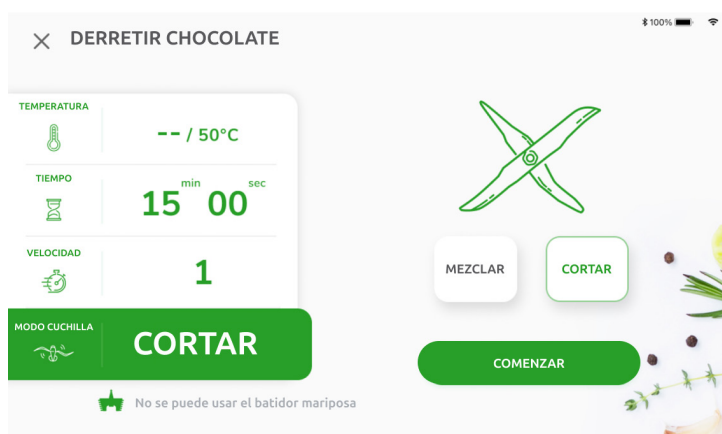 100%
DERRETIR CHOCOLATE
TEMPERATURA
-- / 50°C
TIEMPO
15 min 00 sec
VELOCIDAD
1
MODO CUCHILLA
CORTAR
No se puede usar el batidor mariposa
MEZCLAR
CORTAR
COMENZAR